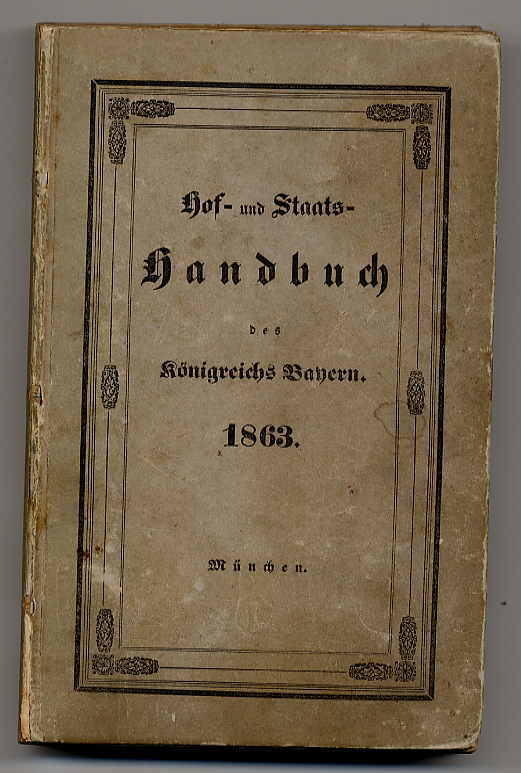 Hof- und Staats-
Handbuch
des
Königreichs Bayern.
1863.
München.